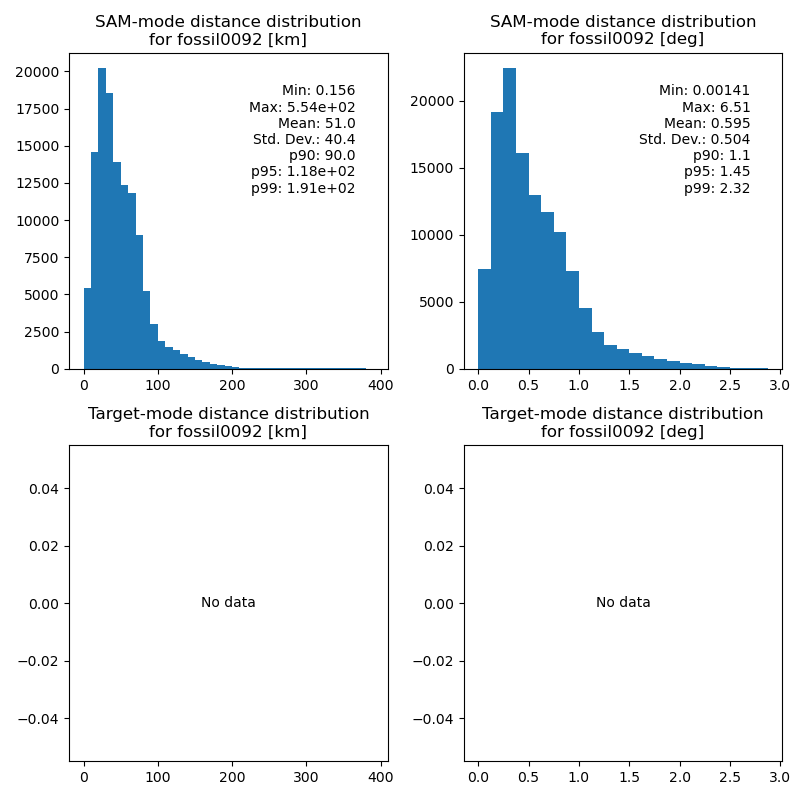 SAM-mode distance distribution
for fossil0092 [km]
20000
17500
15000
12500
10000
7500
5000
2500
0
Min: 0.156
Max: 5.54e+02
Mean: 51.0
Std. Dev.: 40.4
p90: 90.0
p95: 1.18e+02
p99: 1.91e+02
0 100 200 300 400
SAM-mode distance distribution
for fossil0092 [deg]
20000
15000
10000
5000
0
Min: 0.00141
Max: 6.51
Mean: 0.595
Std. Dev.: 0.504
p90: 1.1
p95: 1.45
p99: 2.32
0.0 0.5 1.0 1.5 2.0 2.5 3.0
Target-mode distance distribution
for fossil0092 [km]
0.04
0.02
0.00
−0.02
−0.04
No data
0 100 200 300 400
Target-mode distance distribution
for fossil0092 [deg]
0.04
0.02
0.00
−0.02
−0.04
No data
0.0 0.5 1.0 1.5 2.0 2.5 3.0